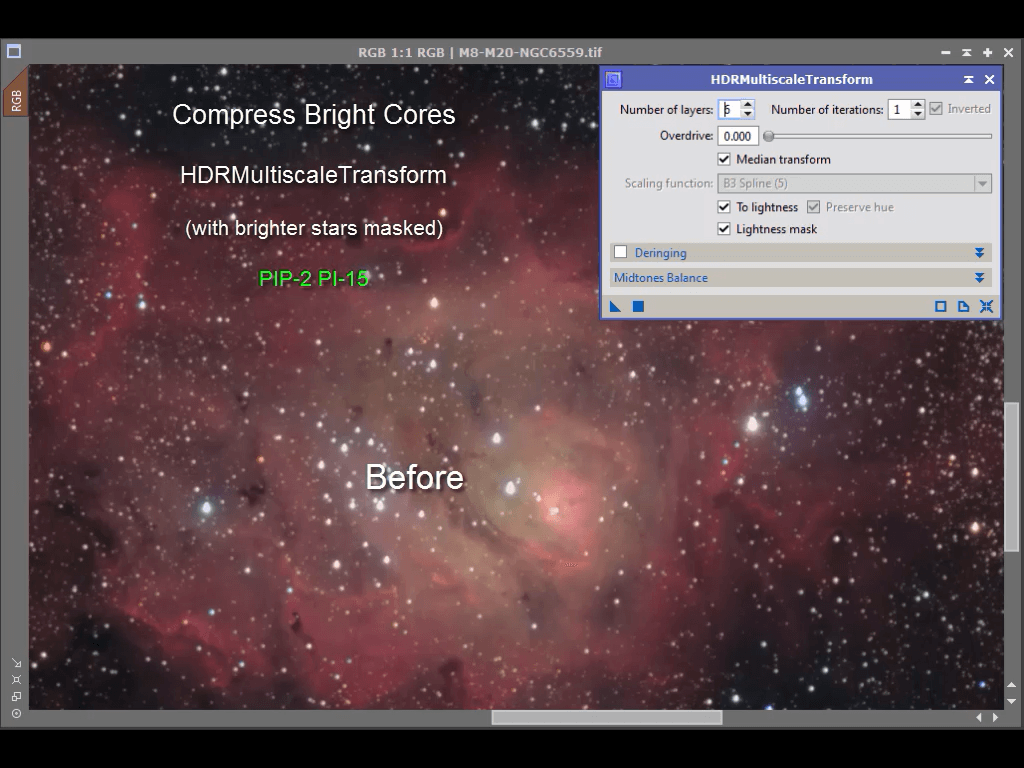 RGB 1:1 RGB | M8-M20-NGC6559.tif
RGB
Compress Bright Cores
HDRMultiscaleTransform
(with brighter stars masked)
PIP-2 PI-15
Before
HDRMultiscaleTransform
Number of layers: Number of iterations: 1 Inverted
Overdrive: 0.000
Median transform
Scaling function: B3 Spline (5)
To lightness Preserve hue
Lightness mask
Deringing
Midtones Balance